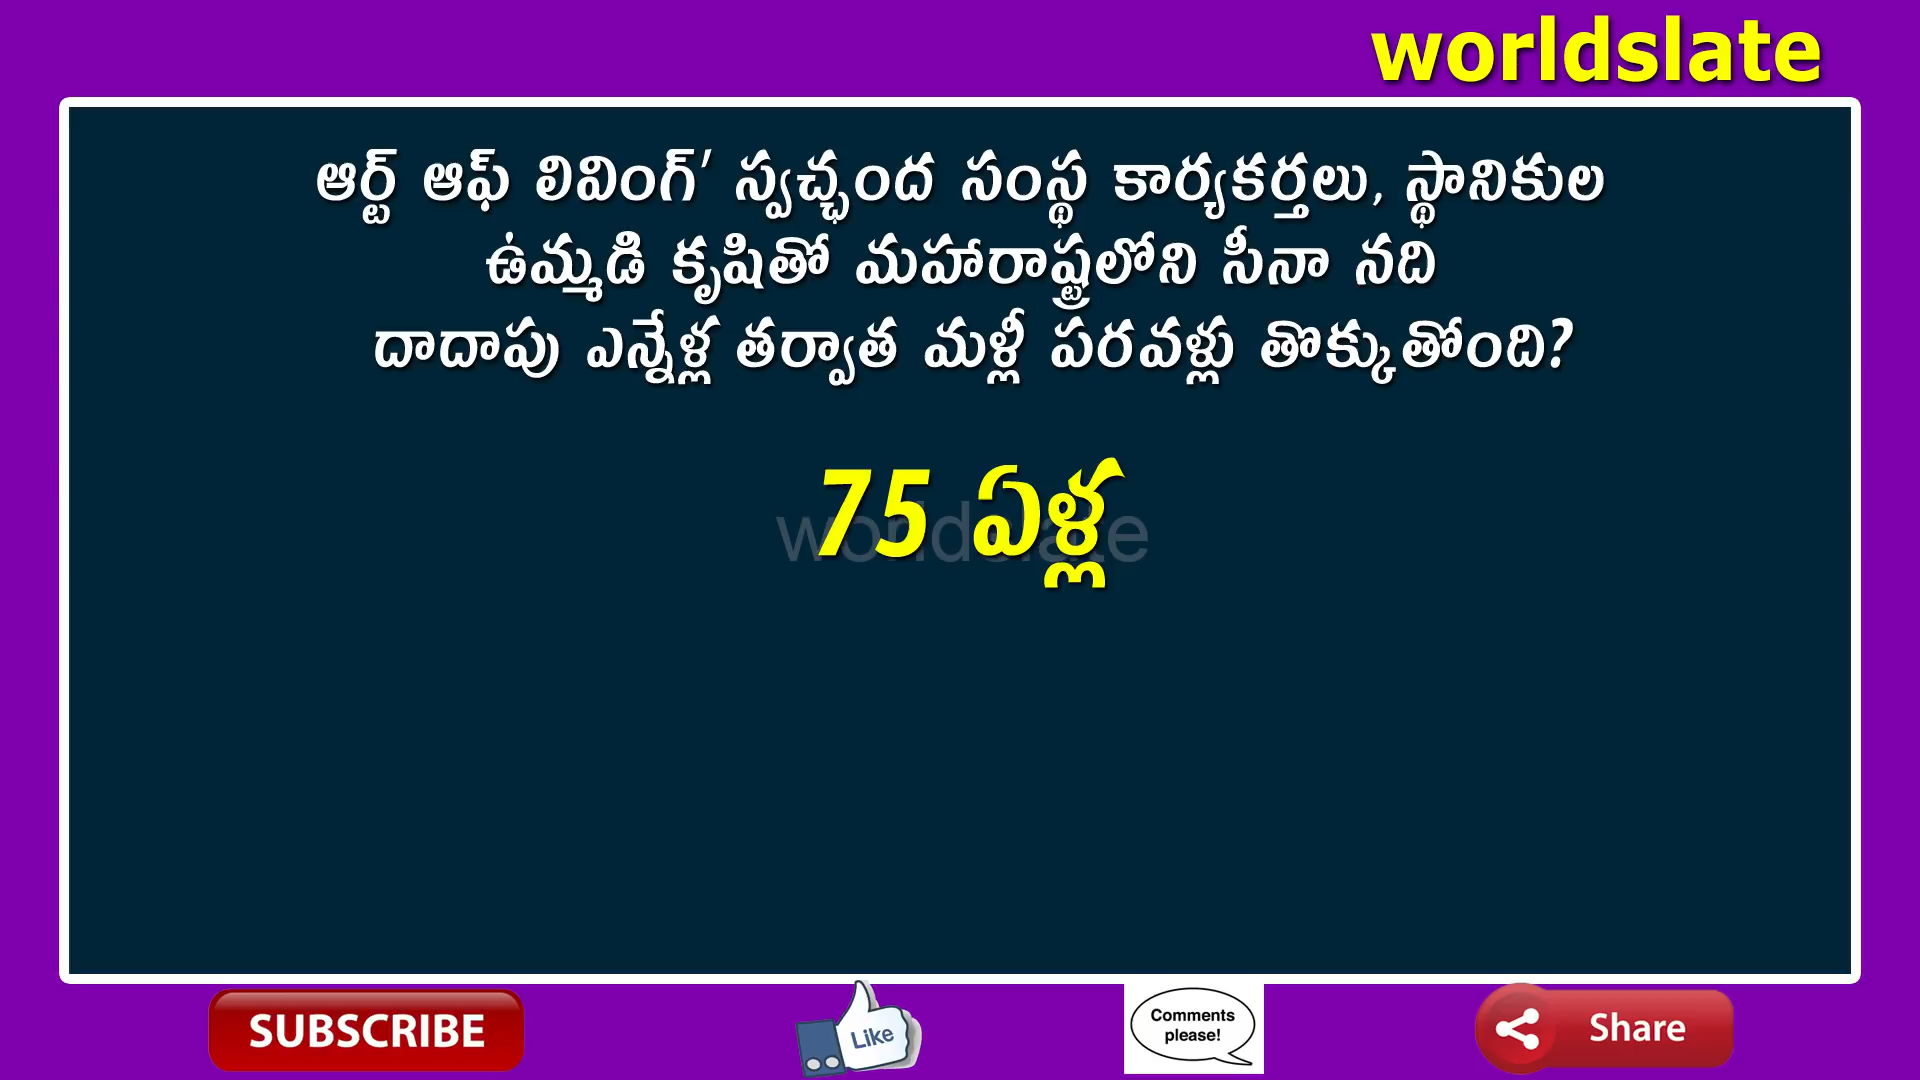 worldslate
ఆర్ట్ ఆఫ్ లివింగ్' స్వచ్ఛంద సంస్థ కార్యకర్తలు, స్థానికుల
ఉమ్మడి కృషితో మహారాష్ట్రలోని సీనా నది
దాదాపు ఎన్నేళ్ల తర్వాత మళ్లీ పరవళ్లు తొక్కుతోంది?
75 ఏళ్ల
worldslate
SUBSCRIBE
Like
Comments
please!
Share